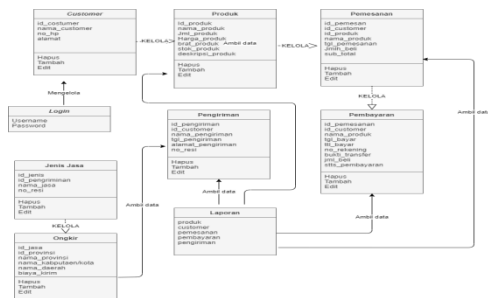 Customer
id_costumer
nama_customer
no_hp
alamat
Hapus
Tambah
Edit
KELOLA
Produk
id_produk
nama_produk
Jml_produk
Harga_produk
brat_produk
stok_produk
deskripsi_produk
Hapus
Tambah
Edit
Ambil data
KELOLA
Pemesanan
id_pemesan
id_customer
id_produk
nama_produk
tgl_pemesanan
Jmlh_beli
sub_total
Hapus
Tambah
Edit
KELOLA
Mengelola
Login
Username
Password
Pengiriman
id_pengiriman
id_customer
nama_pengiriman
tgl_pengiriman
alamat_pengiriman
no_resi
Hapus
Tambah
Edit
Pembayaran
id_pemesanan
id_customer
nama_produk
tgl_bayar
ttl_bayar
no_rekening
bukti_transfer
jml_beli
stts_pembayaran
Hapus
Tambah
Edit
Ambil data
Jenis Jasa
id_jenis
id_pengiriminan
nama_jasa
no_resi
Hapus
Tambah
Edit
KELOLA
Ambil data
Ambil data
Ambil data
Laporan
produk
customer
pemesanan
pembayaran
pengiriman
Ongkir
id_jasa
id_provinsi
nama_provinsi
nama_kabputaen/kota
nama_daerah
biaya_kirim
Hapus
Tambah
Edit